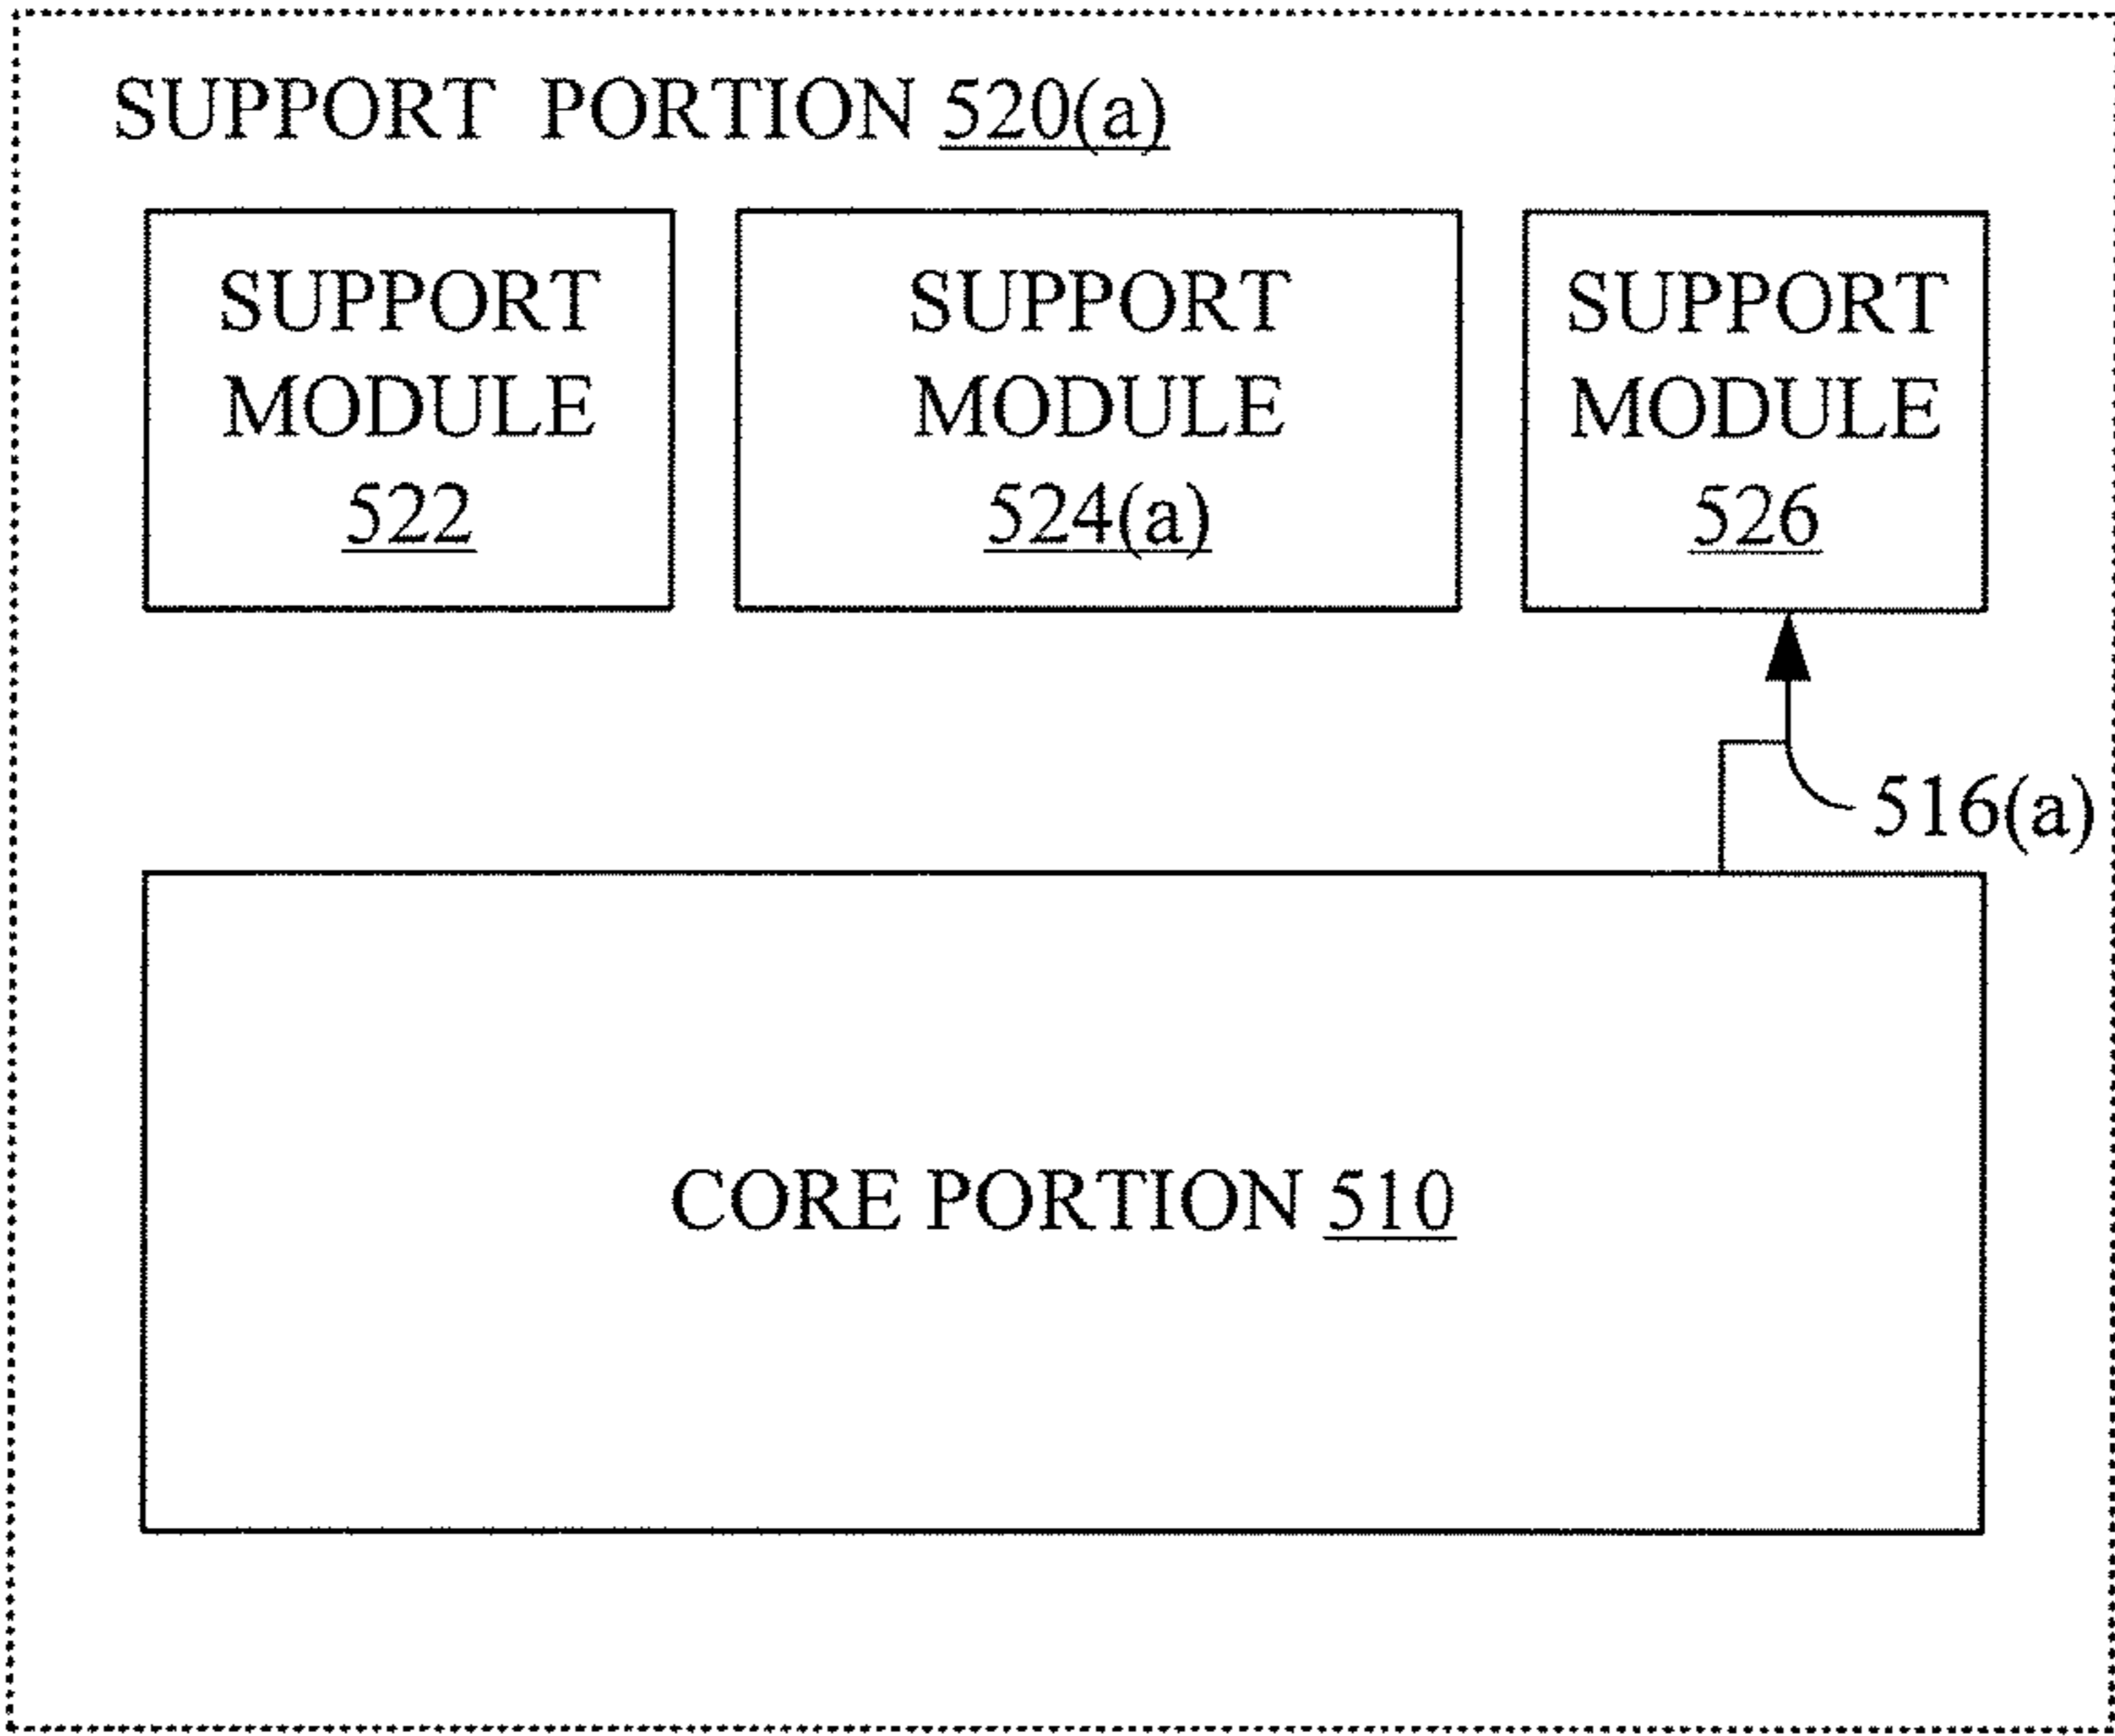 SUPPORT PORTION 520(a)
SUPPORT
MODULE
522
SUPPORT
MODULE
524(a)
SUPPORT
MODULE
526
516(a)
CORE PORTION 510